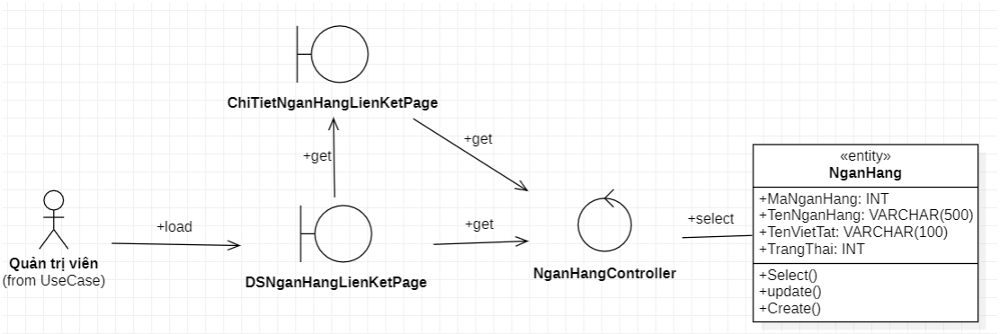 ChiTietNganHangLienKetPage
+get
+get
Quản trị viên
(from UseCase)
+load
DSNganHangLienKetPage
+get
NganHangController
+select
«entity»
NganHang
+MaNganHang: INT
+TenNganHang: VARCHAR(500)
+TenVietTat: VARCHAR(100)
+TrangThai: INT
+Select()
+update()
+Create()